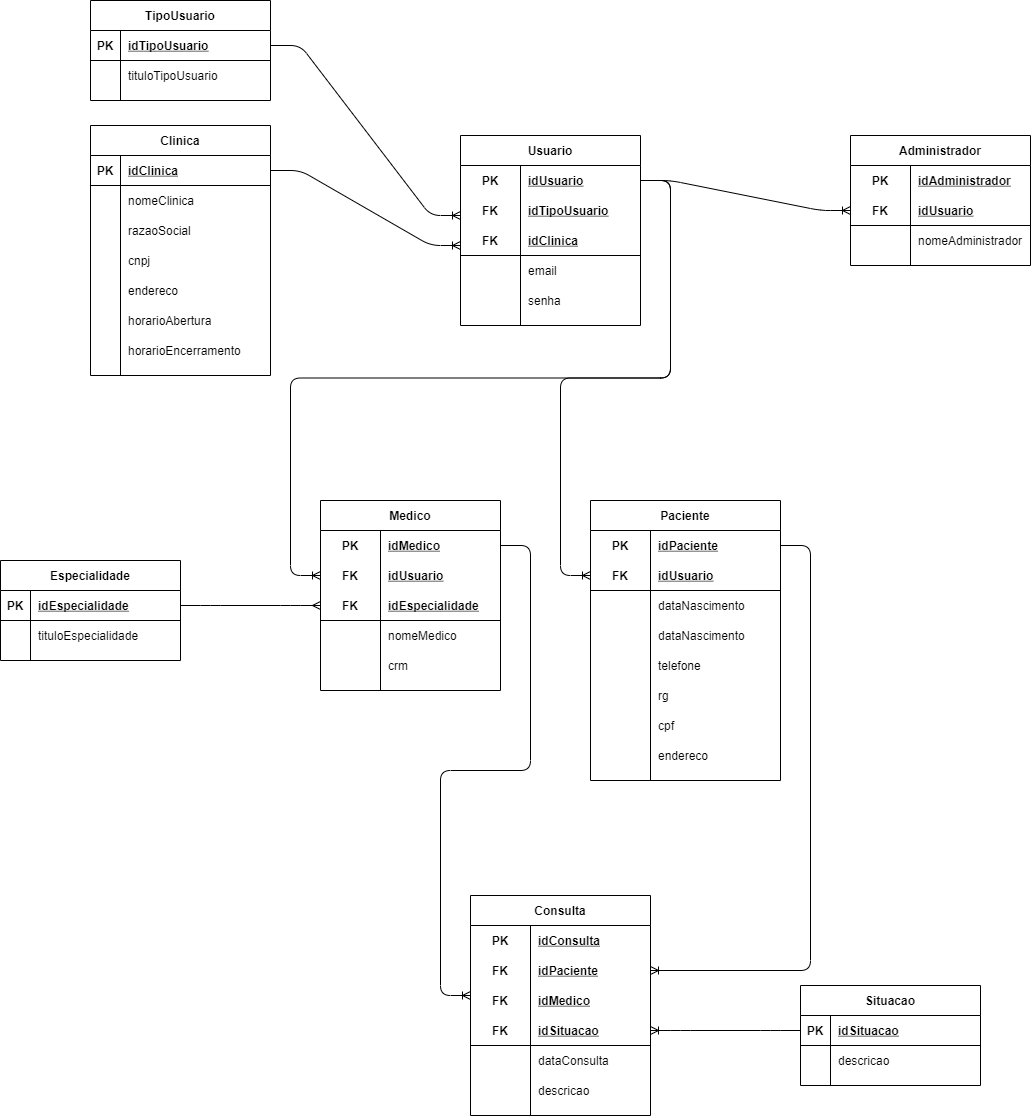 TipoUsuario
PK idTipoUsuario
tituloTipoUsuario
Clinica
PK idClinica
nomeClinica
razaoSocial
cnpj
endereco
horarioAbertura
horarioEncerramento
Usuario
PK idUsuario
FK idTipoUsuario
FK idClinica
email
senha
Administrador
PK idAdministrador
FK idUsuario
nomeAdministrador
Especialidade
PK idEspecialidade
tituloEspecialidade
Medico
PK idMedico
FK idUsuario
FK idEspecialidade
nomeMedico
crm
Paciente
PK idPaciente
FK idUsuario
dataNascimento
dataNascimento
telefone
rg
cpf
endereco
Consulta
PK idConsulta
FK idPaciente
FK idMedico
FK idSituacao
dataConsulta
descricao
Situacao
PK idSituacao
descricao